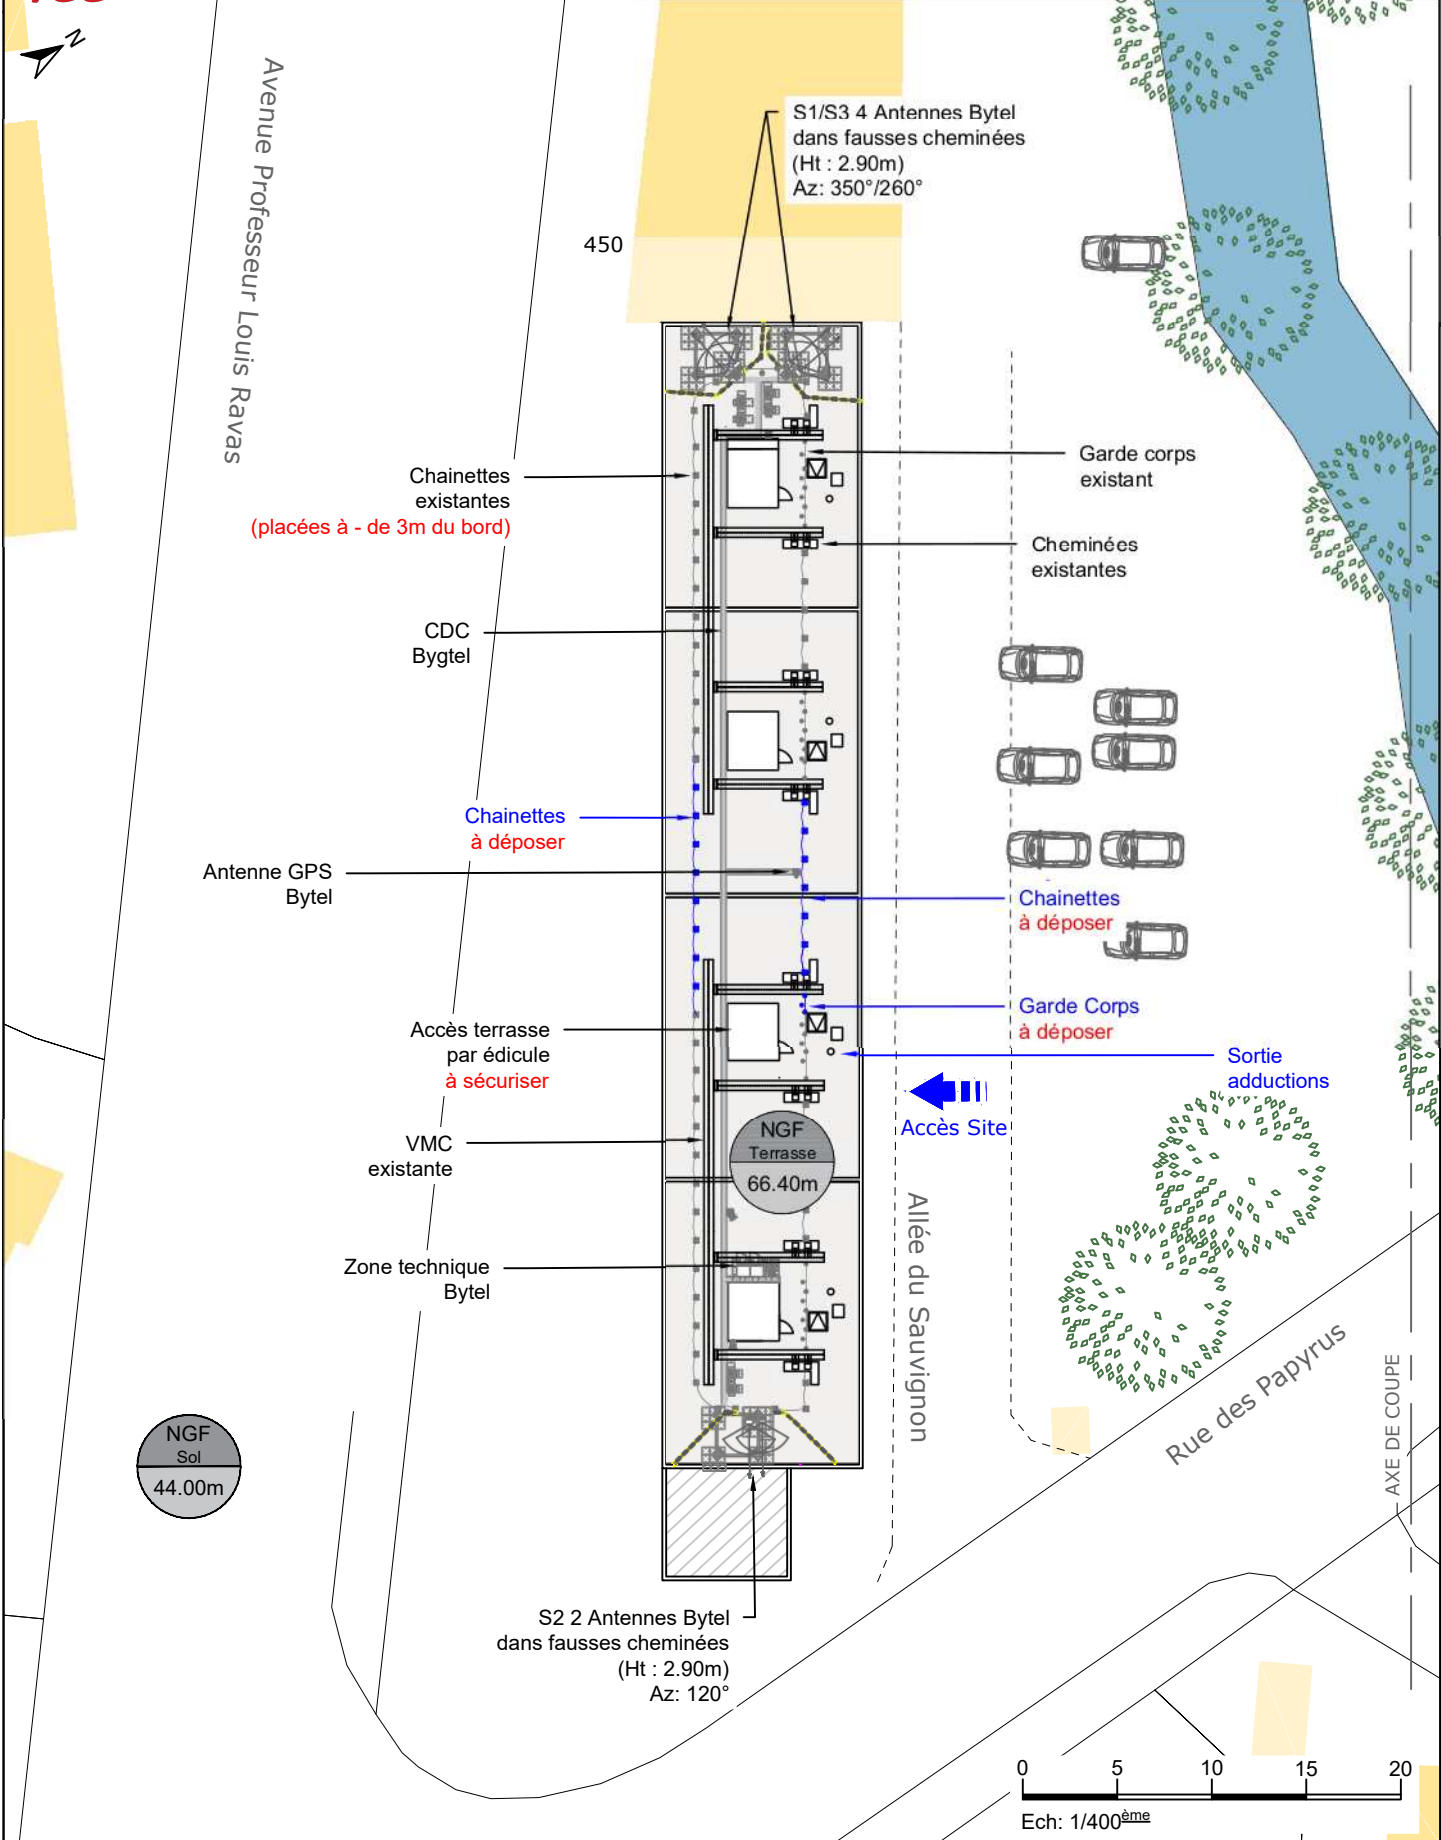 N
Avenue Professeur Louis Ravas
S1/S3 4 Antennes Bytel
dans fausses cheminées
(Ht : 2.90m)
Az: 350°/260°
450
Chainettes
existantes
(placées à - de 3m du bord)
Garde corps
existant
Cheminées
existantes
CDC
Bygtel
Chainettes
à déposer
Antenne GPS
Bytel
Chainettes
à déposer
Garde Corps
à déposer
Accès terrasse
par édicule
à sécuriser
Sortie
adductions
Accès Site
VMC
existante
NGF
Terrasse
66.40m
Zone technique
Bytel
Allée du Sauvignon
Rue des Papyrus
AXE DE COUPE
NGF
Sol
44.00m
S2 2 Antennes Bytel
dans fausses cheminées
(Ht : 2.90m)
Az: 120°
0 5 10 15 20
Ech: 1/400ème